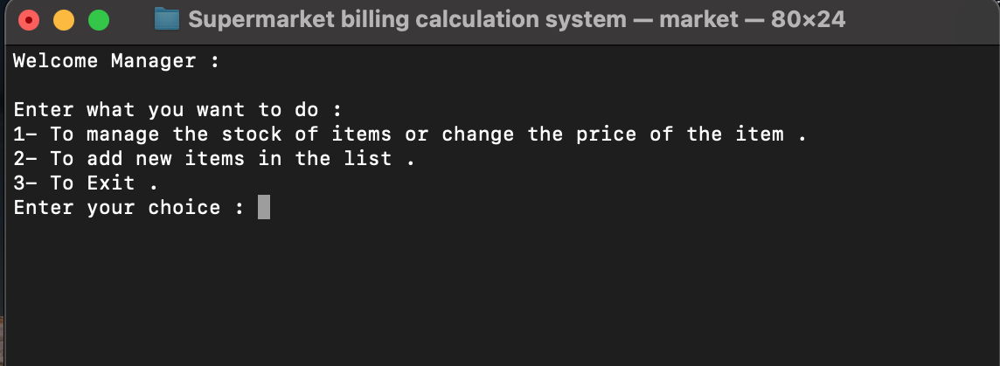 Supermarket billing calculation system — market — 80×24
Welcome Manager :
Enter what you want to do :
1- To manage the stock of items or change the price of the item .
2- To add new items in the list .
3- To Exit .
Enter your choice :